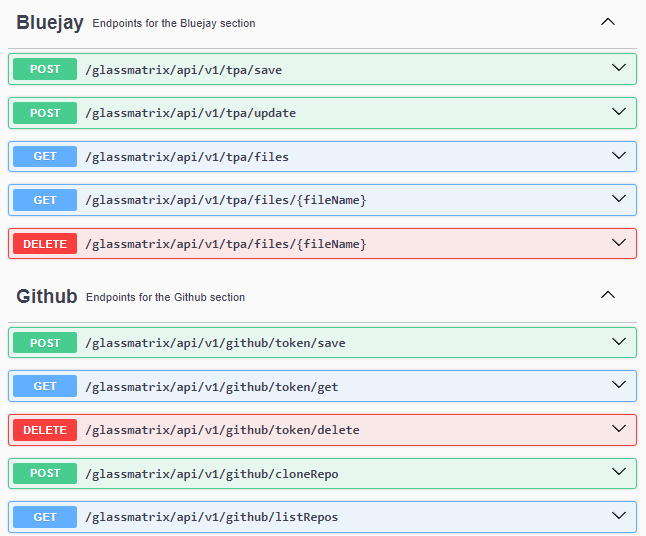 Bluejay Endpoints for the Bluejay section
POST /glassmatrix/api/v1/tpa/save
POST /glassmatrix/api/v1/tpa/update
GET /glassmatrix/api/v1/tpa/files
GET /glassmatrix/api/v1/tpa/files/{fileName}
DELETE /glassmatrix/api/v1/tpa/files/{fileName}
Github Endpoints for the Github section
POST /glassmatrix/api/v1/github/token/save
GET /glassmatrix/api/v1/github/token/get
DELETE /glassmatrix/api/v1/github/token/delete
POST /glassmatrix/api/v1/github/cloneRepo
GET /glassmatrix/api/v1/github/listRepos